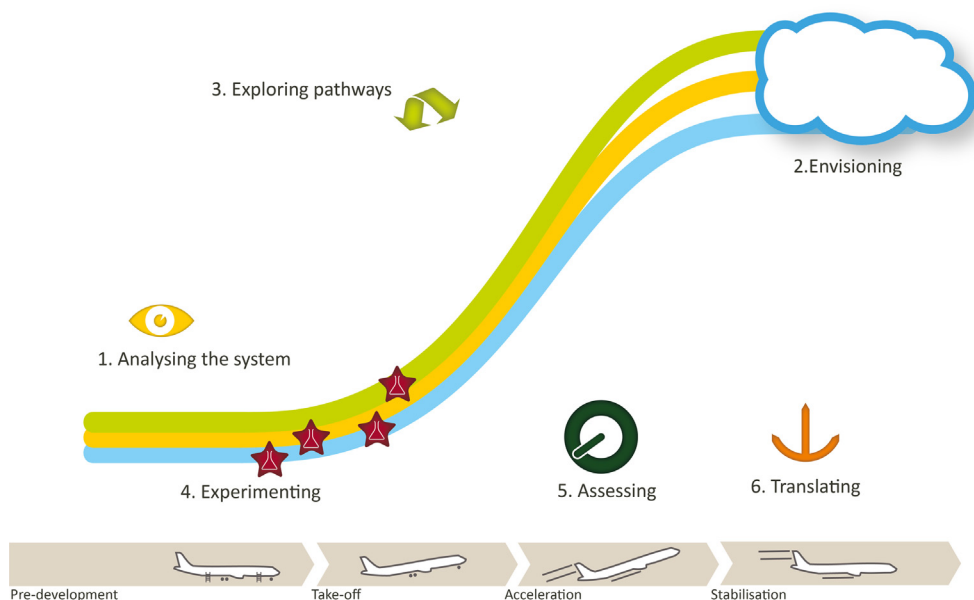 3. Exploring pathways
2.Envisioning
1. Analysing the system
4. Experimenting
5. Assessing
6. Translating
Pre-development
Take-off
Acceleration
Stabilisation